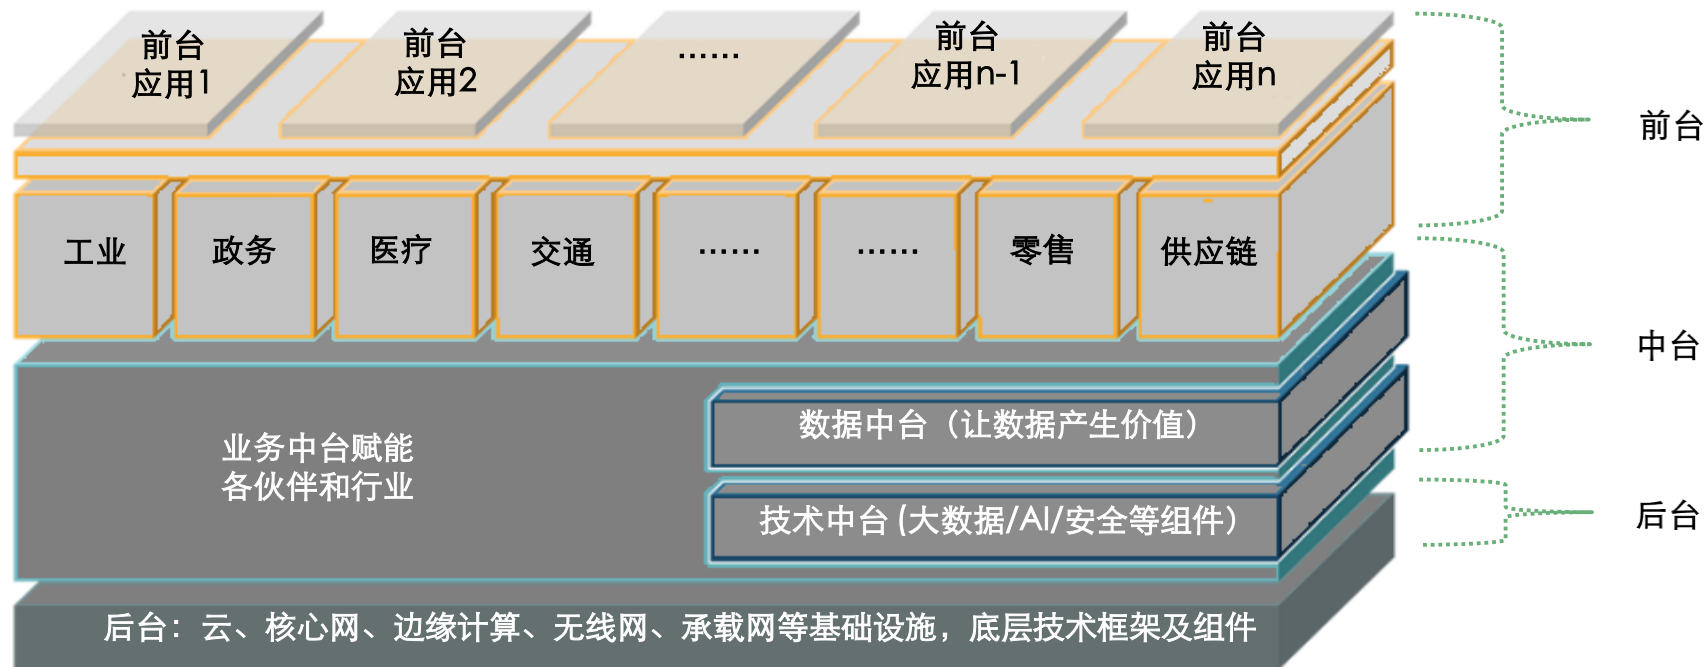 前台
应用1
前台
应用2
……
前台
应用n-1
前台
应用n
前台
工业
政务
医疗
交通
……
……
零售
供应链
中台
数据中台（让数据产生价值）
业务中台赋能
各伙伴和行业
技术中台(大数据/AI/安全等组件）
后台
后台：云、核心网、边缘计算、无线网、承载网等基础设施，底层技术框架及组件